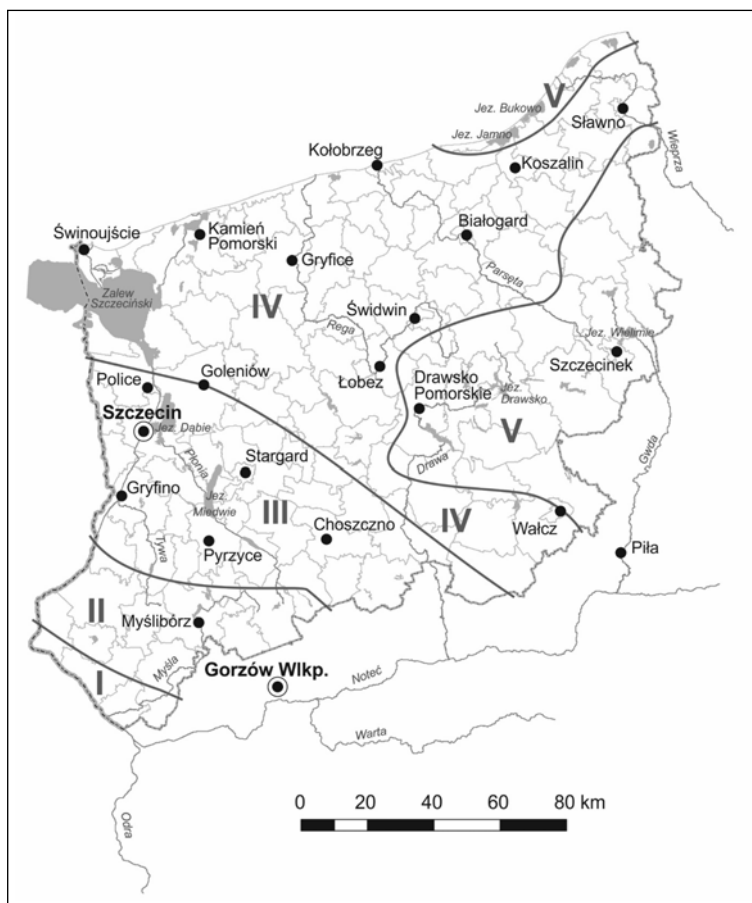 V
Jez. Bukowo
Sławno
Jez. Jamno
Wieprza
Kołobrzeg
Koszalin
Świnoujście
Kamień
Pomorski
Białogard
Gryfice
Parsęta
Zalew
Szczeciński
IV
Świdwin
Rega
Jez. Wielimie
Szczecinek
Police
Goleniów
Łobez
Drawsko
Pomorskie
Jez.
Drawsko
Szczecin
Jez. Dąbie
V
Płonia
Stargard
Drawa
Gwda
Gryfino
Jez.
Miedwie
III
Choszczno
IV
Wałcz
Tywa
Pyrzyce
Piła
II
Myślibórz
I
Myśla
Gorzów Wlkp.
Noteć
Warta
Odra
0 20 40 60 80 km